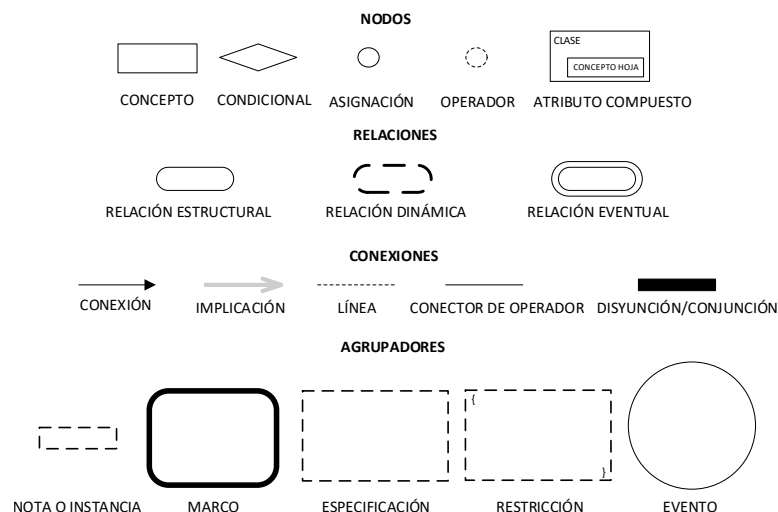 NODOS
CLASE
CONCEPTO HOJA
CONCEPTO CONDICIONAL ASIGNACIÓN OPERADOR ATRIBUTO COMPUESTO
RELACIONES
RELACIÓN ESTRUCTURAL RELACIÓN DINÁMICA RELACIÓN EVENTUAL
CONEXIONES
CONEXIÓN IMPLICACIÓN LÍNEA CONECTOR DE OPERADOR DISYUNCIÓN/CONJUNCIÓN
AGRUPADORES
{
}
NOTA O INSTANCIA MARCO ESPECIFICACIÓN RESTRICCIÓN EVENTO